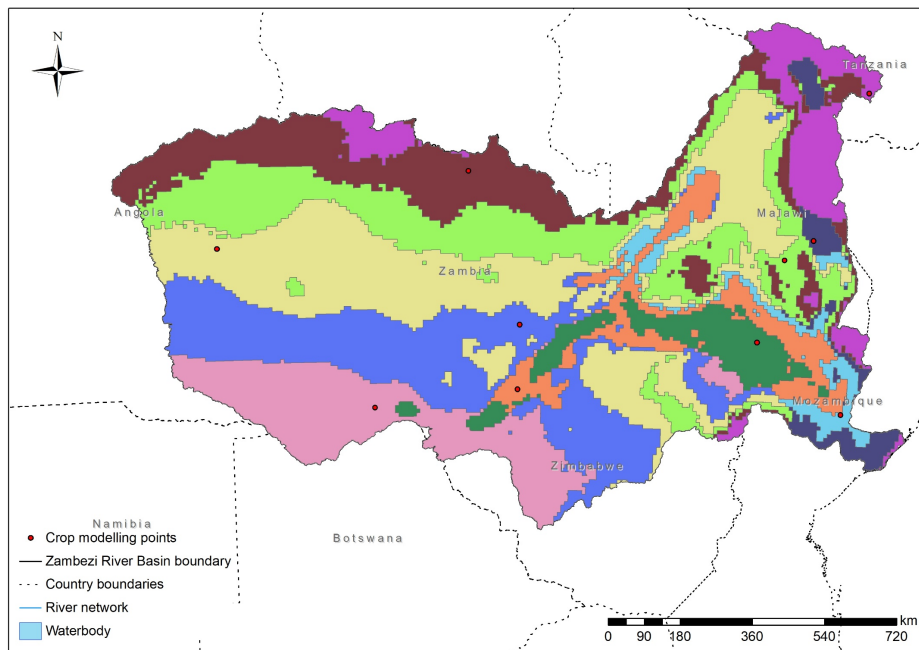 N
Tanzania
Angola
Malawi
Zambia
Mozambique
Zimbabwe
Namibia
Botswana
Crop modelling points
Zambezi River Basin boundary
Country boundaries
River network
Waterbody
km
0 90 180 360 540 720